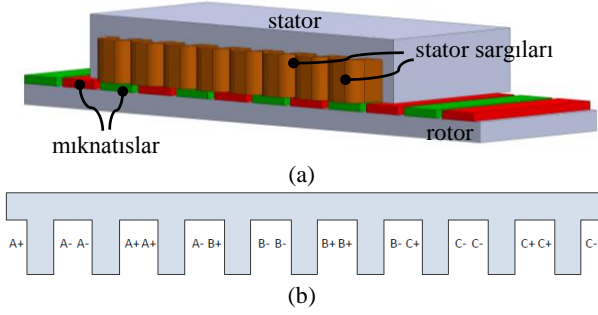 stator
stator sargıları
mıknatıslar
rotor
(a)
A+ A- A- A+ A+ A- B+ B- B- B+ B+ B- C+ C- C- C+ C+ C-
(b)